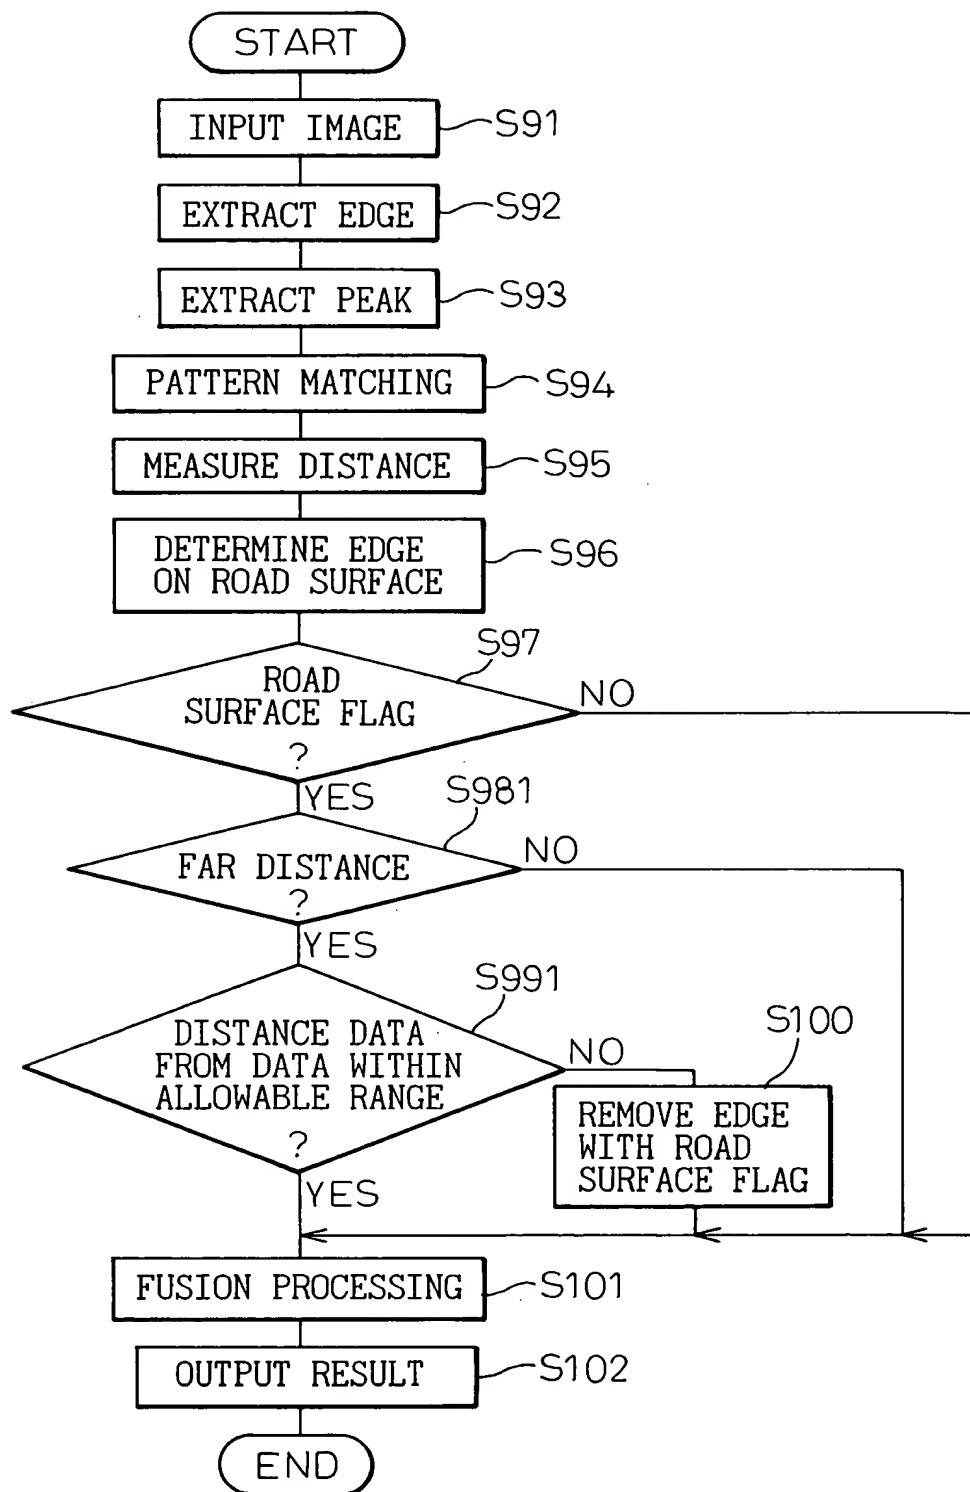 START
INPUT IMAGE
S91
EXTRACT EDGE
S92
EXTRACT PEAK
S93
PATTERN MATCHING
S94
MEASURE DISTANCE
S95
DETERMINE EDGE
ON ROAD SURFACE
S96
S97
ROAD
SURFACE FLAG
?
NO
YES
S981
FAR DISTANCE
?
NO
YES
S991
DISTANCE DATA
FROM DATA WITHIN
ALLOWABLE RANGE
?
NO
YES
S100
REMOVE EDGE
WITH ROAD
SURFACE FLAG
FUSION PROCESSING
S101
OUTPUT RESULT
S102
END